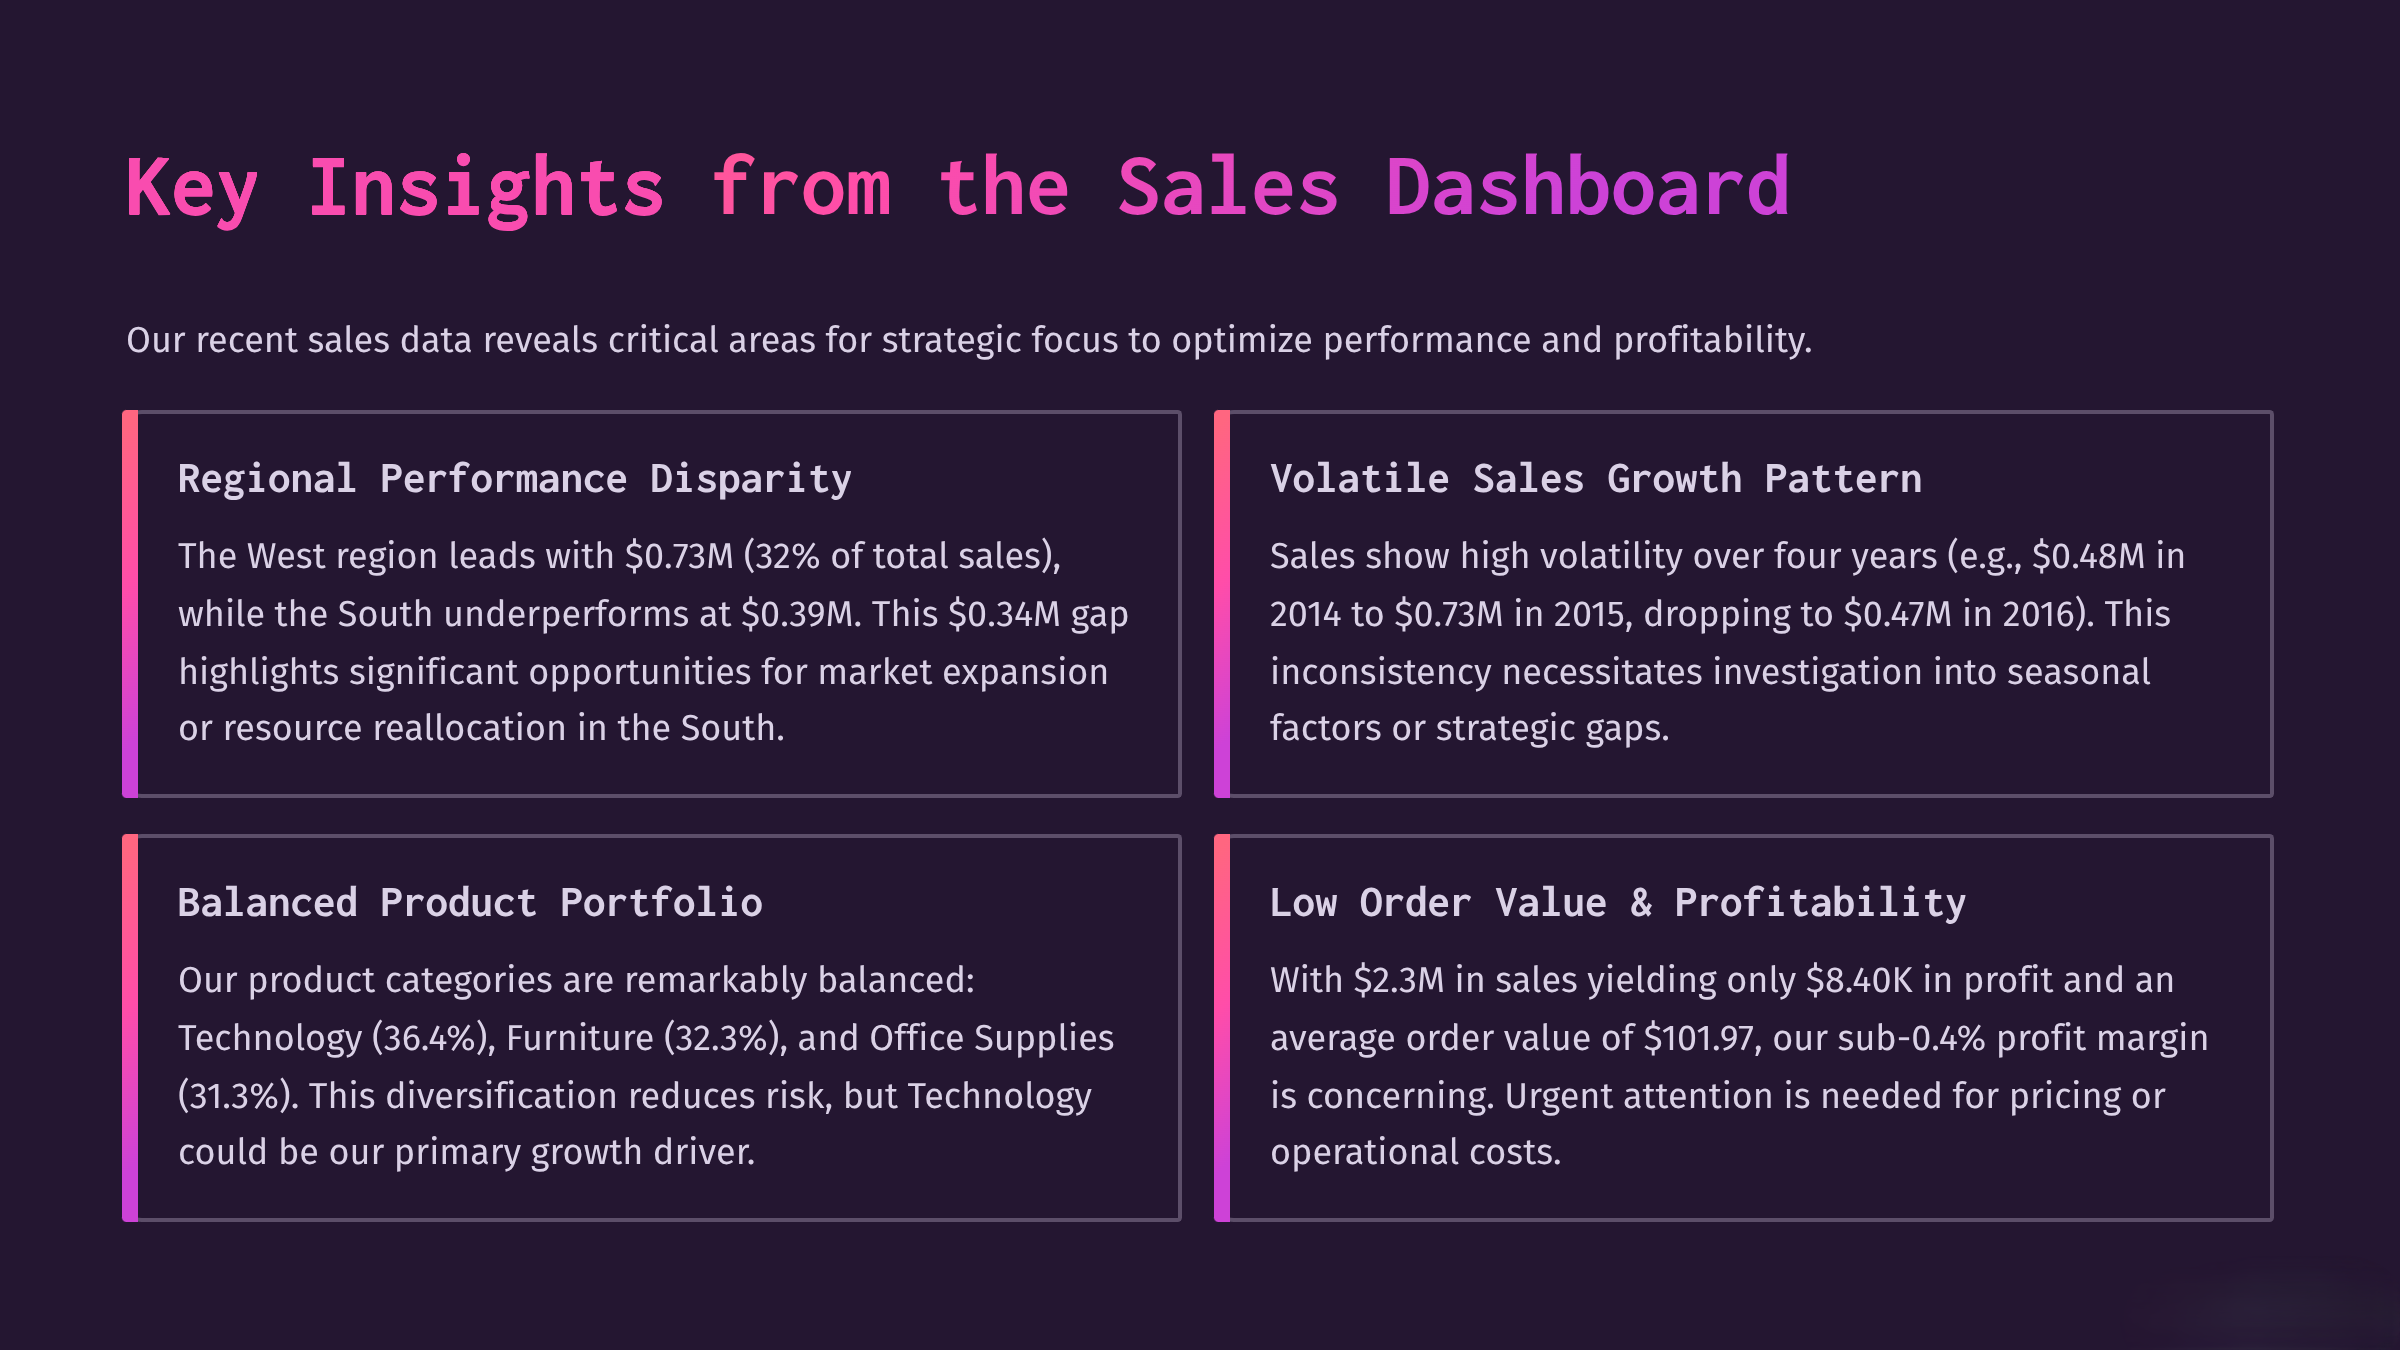 Key Insights from the Sales Dashboard
Our recent sales data reveals critical areas for strategic focus to optimize performance and profitability.
Regional Performance Disparity
The West region leads with $0.73M (32% of total sales),
while the South underperforms at $0.39M. This $0.34M gap
highlights significant opportunities for market expansion
or resource reallocation in the South.
Volatile Sales Growth Pattern
Sales show high volatility over four years (e.g., $0.48M in
2014 to $0.73M in 2015, dropping to $0.47M in 2016). This
inconsistency necessitates investigation into seasonal
factors or strategic gaps.
Balanced Product Portfolio
Our product categories are remarkably balanced:
Technology (36.4%), Furniture (32.3%), and Office Supplies
(31.3%). This diversification reduces risk, but Technology
could be our primary growth driver.
Low Order Value & Profitability
With $2.3M in sales yielding only $8.40K in profit and an
average order value of $101.97, our sub-0.4% profit margin
is concerning. Urgent attention is needed for pricing or
operational costs.